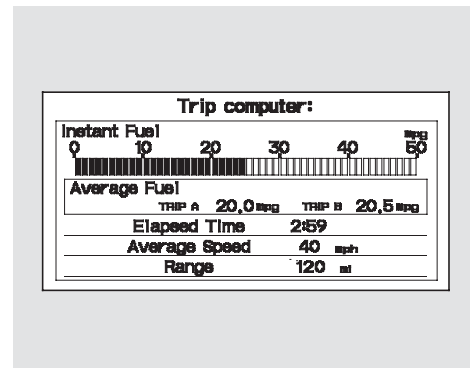 Trip computer:
Instant Fuel mpg
0 10 20 30 40 50
Average Fuel
TRIP A 20.0 mpg TRIP B 20.5 mpg
Elapsed Time 2:59
Average Speed 40 mph
Range 120 mi